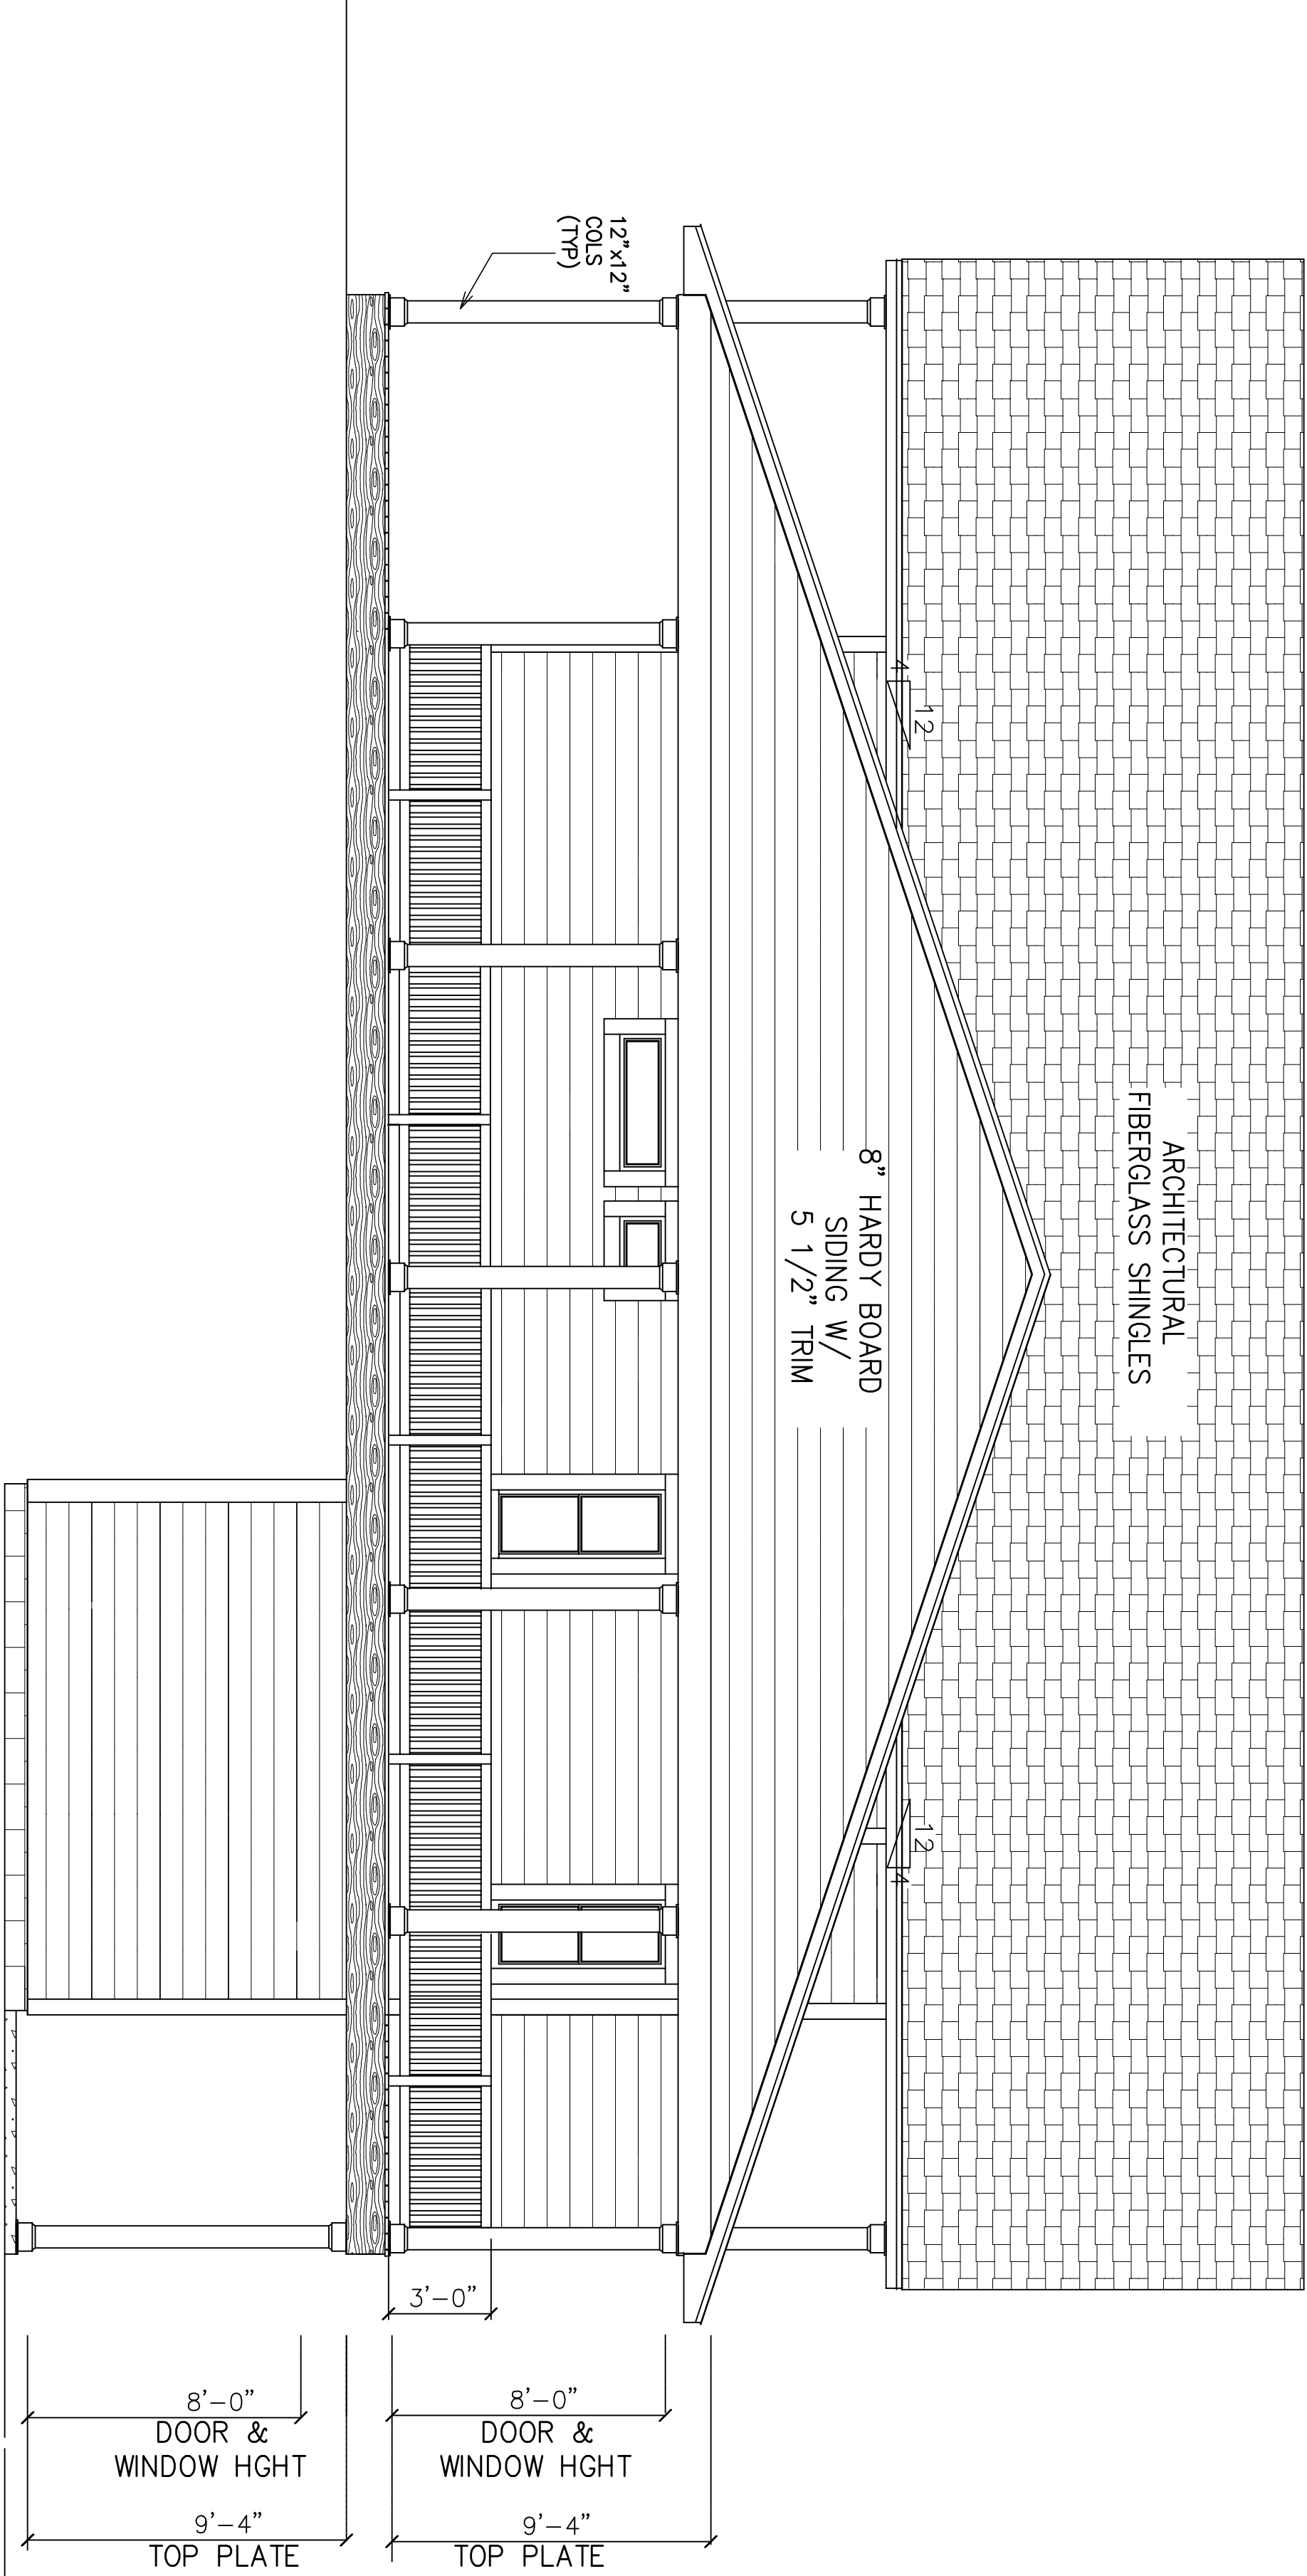 ARCHITECTURAL
FIBERGLASS SHINGLES
4
12
12
4
8" HARDY BOARD
SIDING W/
5 1/2" TRIM
12"x12"
COLS
(TYP)
3'-0"
8'-0"
DOOR &
WINDOW HGHT
9'-4"
TOP PLATE
8'-0"
DOOR &
WINDOW HGHT
9'-4"
TOP PLATE